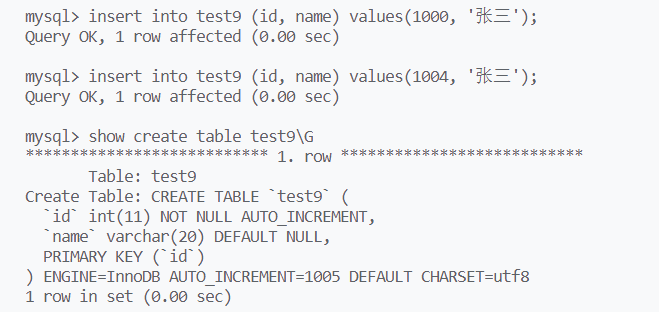 mysql> insert into test9 (id, name) values(1000, '张三');
Query OK, 1 row affected (0.00 sec)
mysql> insert into test9 (id, name) values(1004, '张三');
Query OK, 1 row affected (0.00 sec)
mysql> show create table test9\G
*************************** 1. row ***************************
       Table: test9
Create Table: CREATE TABLE `test9` (
  `id` int(11) NOT NULL AUTO_INCREMENT,
  `name` varchar(20) DEFAULT NULL,
  PRIMARY KEY (`id`)
) ENGINE=InnoDB AUTO_INCREMENT=1005 DEFAULT CHARSET=utf8
1 row in set (0.00 sec)